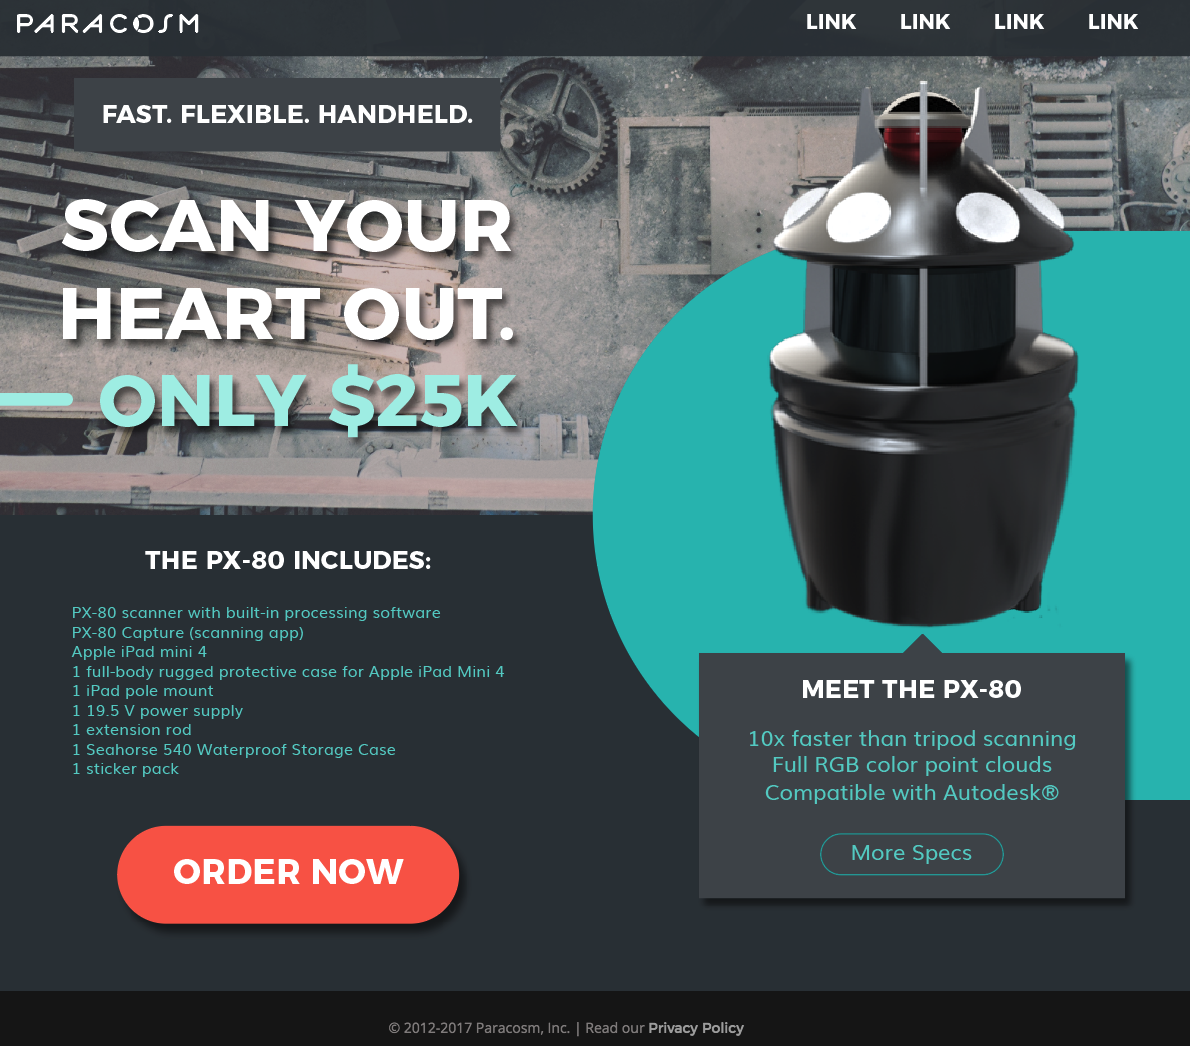 PARACOSM
LINK LINK LINK LINK
FAST. FLEXIBLE. HANDHELD.
SCAN YOUR
HEART OUT.
ONLY $25K
THE PX-80 INCLUDES:
PX-80 scanner with built-in processing software
PX-80 Capture (scanning app)
Apple iPad mini 4
1 full-body rugged protective case for Apple iPad Mini 4
1 iPad pole mount
1 19.5 V power supply
1 extension rod
1 Seahorse 540 Waterproof Storage Case
1 sticker pack
ORDER NOW
MEET THE PX-80
10x faster than tripod scanning
Full RGB color point clouds
Compatible with Autodesk®
More Specs
© 2012-2017 Paracosm, Inc. | Read our Privacy Policy